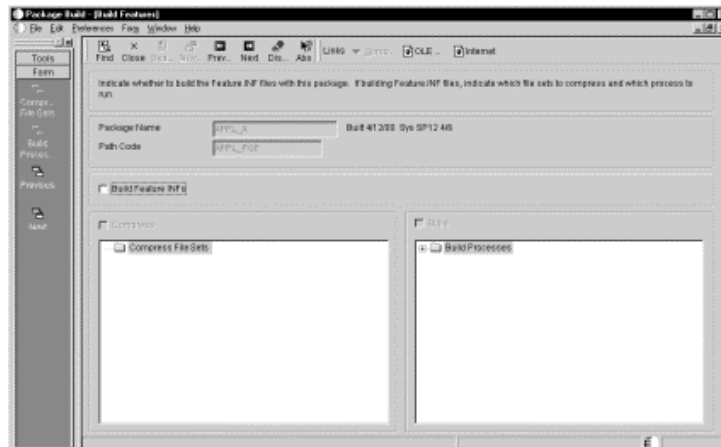 Package Build - [Build Features]
File Edit Preferences Form Window Help
Tools
Form
Compr...
File Sets
Build
Proces...
Previous
Next
Find Close Prev... Next Dis... Abo
Links OLE ... Internet
Indicate whether to build the Feature.INF files with this package. If building Feature.INF files, indicate which file sets to compress and which process to
run.
Package Name APPL_A Built 4/12/00 Sys SP12 4/6
Path Code
Build Feature INFs
Compress
Build
Compress File Sets
Build Processes